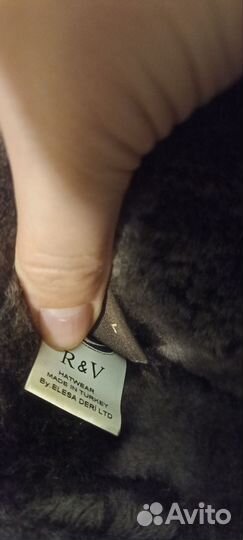 R & V
HATWEAR
MADE IN TURKEY
By ELESA DERİ LTD
Avito